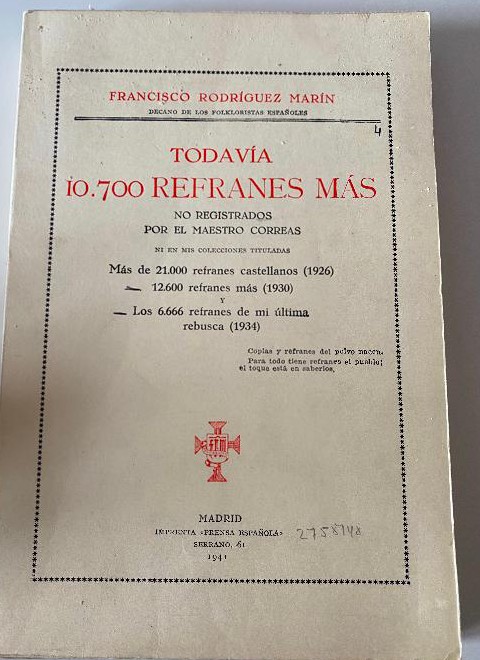 FRANCISCO RODRÍGUEZ MARÍN
DECANO DE LOS FOLKLORISTAS ESPAÑOLES
4
TODAVÍA
10.700 REFRANES MÁS
NO REGISTRADOS
POR EL MAESTRO CORREAS
NI EN MIS COLECCIONES TITULADAS
Más de 21.000 refranes castellanos (1926)
12.600 refranes más (1930)
Y
Los 6.666 refranes de mi última
rebusca (1934)
Coplas y refranes del polvo nacen.
Para todo tiene refranes el pueblo;
el toque está en saberlos.
MADRID
IMPRENTA «PRENSA ESPAÑOLA»
SERRANO, 61
1941